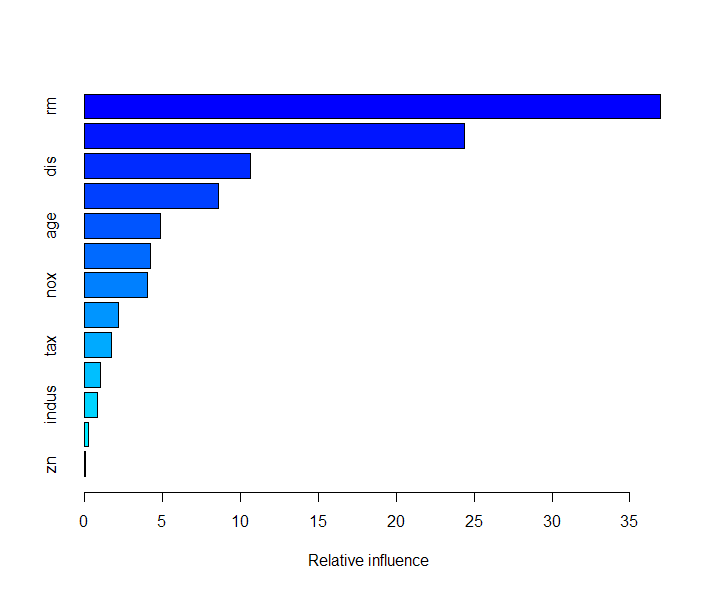 rm
dis
age
nox
tax
indus
zn
0 5 10 15 20 25 30 35
Relative influence